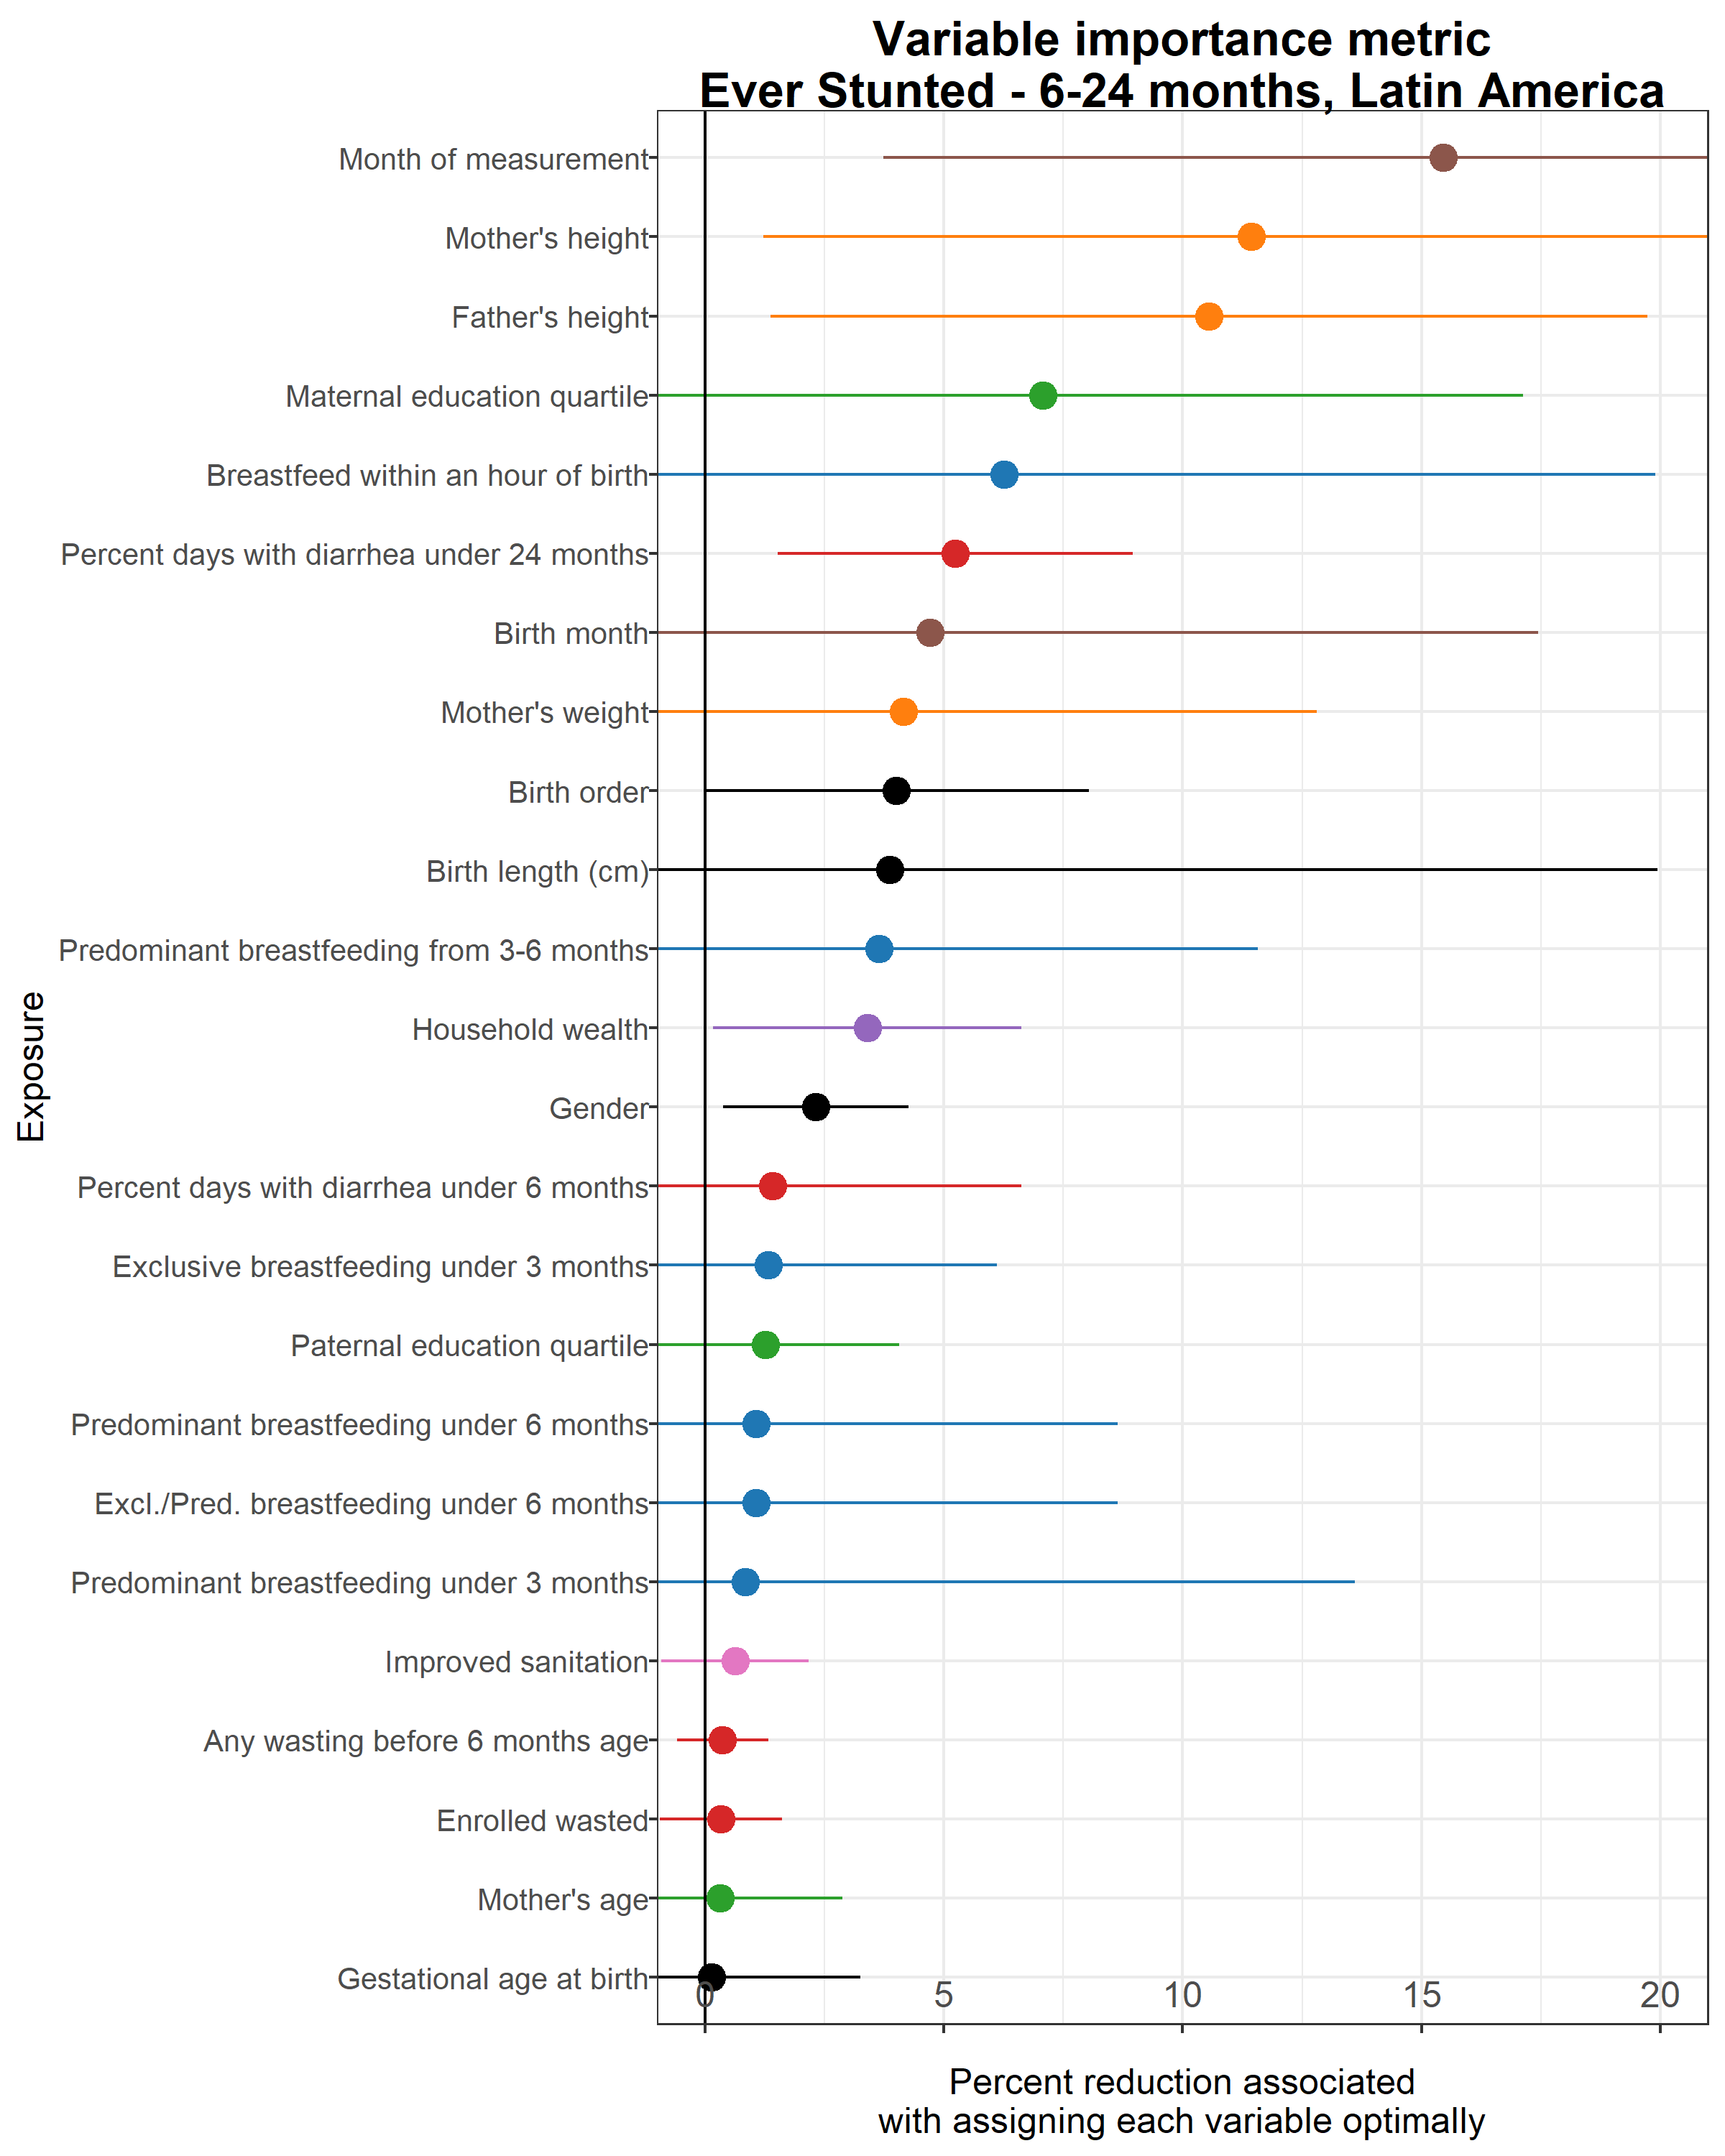 Variable importance metric
Ever Stunted - 6-24 months, Latin America
Month of measurement
Mother's height
Father's height
Maternal education quartile
Breastfeed within an hour of birth
Percent days with diarrhea under 24 months
Birth month
Mother's weight
Birth order
Birth length (cm)
Predominant breastfeeding from 3-6 months
Household wealth
Gender
Percent days with diarrhea under 6 months
Exclusive breastfeeding under 3 months
Paternal education quartile
Predominant breastfeeding under 6 months
Excl./Pred. breastfeeding under 6 months
Predominant breastfeeding under 3 months
Improved sanitation
Any wasting before 6 months age
Enrolled wasted
Mother's age
Gestational age at birth
Exposure
0 5 10 15 20
Percent reduction associated
with assigning each variable optimally